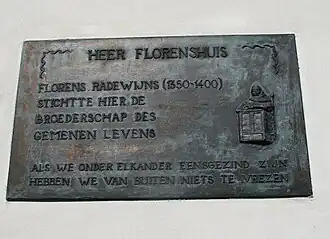 HEER FLORENSHUIS
FLORENS RADEWIJNS (1350-1400)
STICHTTE HIER DE
BROEDERSCHAP DES
GEMENEN LEVENS
ALS WE ONDER ELKANDER EENSGEZIND ZIJN
HEBBEN WE VAN BUITEN NIETS TE VREZEN